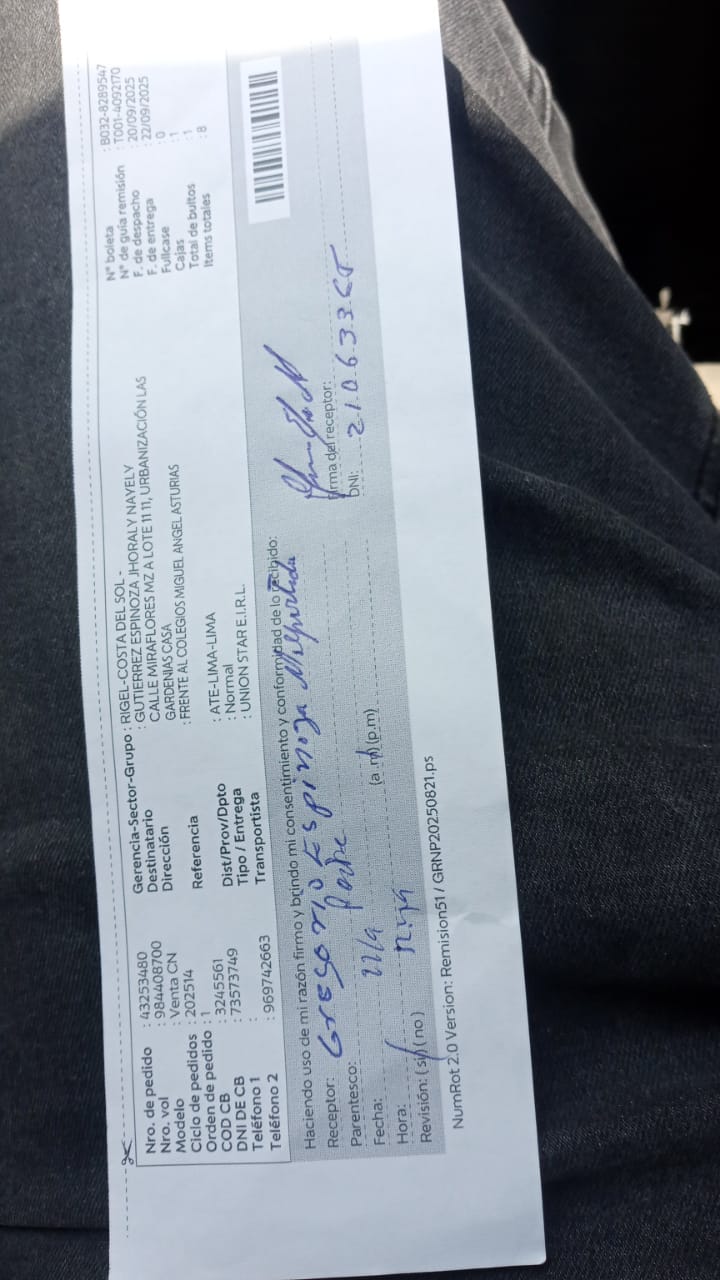 Nro. de pedido : 43253480
Nro. vol : 984408700
Modelo : Venta CN
Ciclo de pedidos : 202514
Orden de pedido : 1
COD CB : 3245561
DNI DE CB : 73573749
Teléfono 1 :
Teléfono 2 : 969742663
Gerencia-Sector-Grupo : RIGEL-COSTA DEL SOL -
Destinatario : GUTIERREZ ESPINOZA JHORALY NAYELY
Dirección : CALLE MIRAFLORES MZ A LOTE 11 11, URBANIZACIÓN LAS
GARDENIAS CASA
Referencia : FRENTE AL COLEGIOS MIGUEL ANGEL ASTURIAS
Dist/Prov/Dpto : ATE-LIMA-LIMA
Tipo / Entrega : Normal
Transportista : UNION STAR E.I.R.L.
N° boleta : B032-8289547
N° de guía remisión : T001-4092170
F. de despacho : 20/09/2025
F. de entrega : 22/09/2025
Fullcase : 0
Cajas : 1
Total de bultos : 1
Items totales : 8
Haciendo uso de mi razón firmo y brindo mi consentimiento y conformidad de lo recibido:
Receptor: Gregorio Espinoza
Parentesco: Padre
Fecha: 22/9
Hora: (a.m) (p.m)
Revisión: (si) (no)
Firma del receptor:
DNI: 210633
NumRot 2.0 Version: Remision51 / GRNP20250821.ps